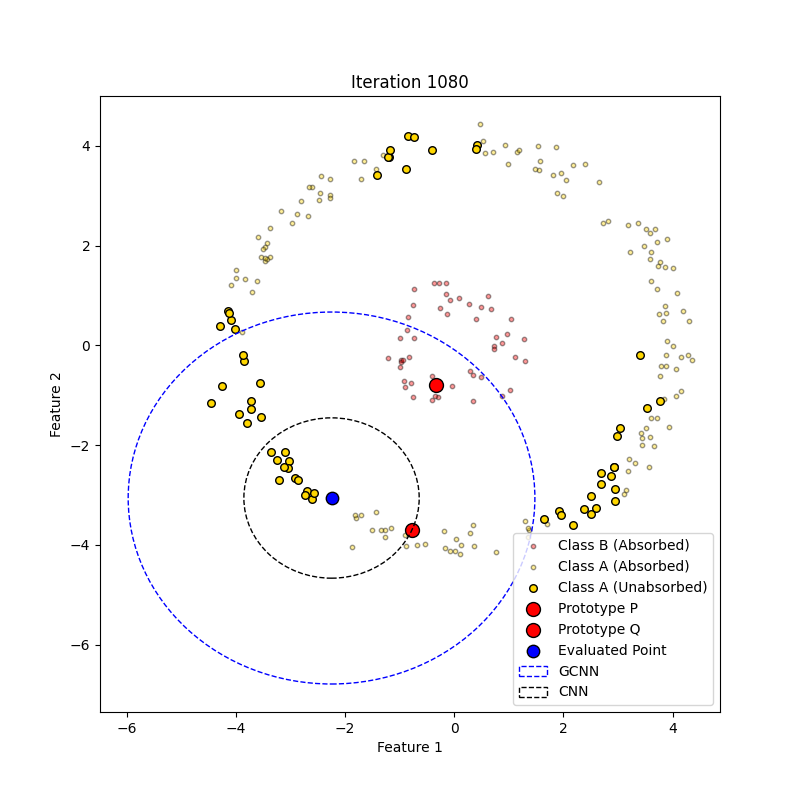 Iteration 1080
4
2
0
−2
−4
−6
Feature 2
Class B (Absorbed)
Class A (Absorbed)
Class A (Unabsorbed)
Prototype P
Prototype Q
Evaluated Point
GCNN
CNN
−6 −4 −2 0 2 4
Feature 1